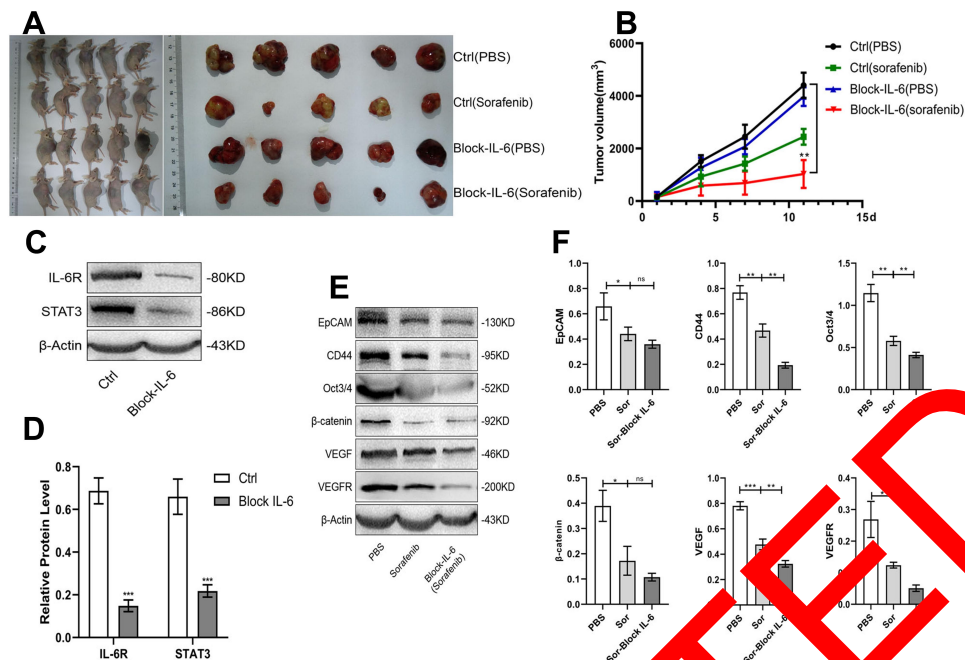 A
Ctrl(PBS)
Ctrl(Sorafenib)
Block-IL-6(PBS)
Block-IL-6(Sorafenib)
B
Tumor volume(mm3)
6000
4000
2000
0
0
5
10
15d
Ctrl(PBS)
Ctrl(sorafenib)
Block-IL-6(PBS)
Block-IL-6(sorafenib)
**
C
IL-6R
-80KD
STAT3
-86KD
β-Actin
-43KD
Ctrl
Block-IL-6
D
Relative Protein Level
0.8
0.6
0.4
0.2
0.0
Ctrl
Block IL-6
***
***
IL-6R
STAT3
E
EpCAM
-130KD
CD44
-95KD
Oct3/4
-52KD
β-catenin
-92KD
VEGF
-46KD
VEGFR
-200KD
β-Actin
-43KD
PBS
Sorafenib
Block-IL-6
(Sorafenib)
F
EpCAM
1.0
0.8
0.6
0.4
0.2
0.0
*
ns
PBS
Sor
Sor-Block IL-6
CD44
1.0
0.8
0.6
0.4
0.2
0.0
**
**
PBS
Sor
Sor-Block IL-6
Oct3/4
1.5
1.0
0.5
0.0
**
**
PBS
Sor
β-catenin
0.5
0.4
0.3
0.2
0.1
0.0
*
ns
PBS
Sor
Sor-Block IL-6
VEGF
1.0
0.8
0.6
0.4
0.2
***
**
PBS
Sor
Sor-Block IL-6
VEGFR
0.4
0.3
0.0
PBS
Sor